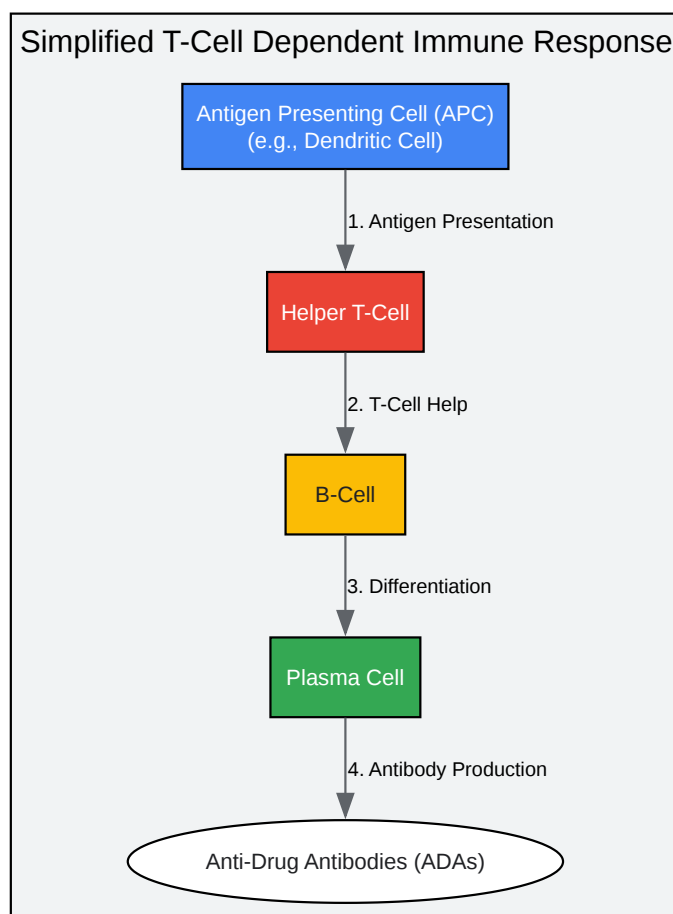 Simplified T-Cell Dependent Immune Response
Antigen Presenting Cell (APC)
(e.g., Dendritic Cell)
1. Antigen Presentation
Helper T-Cell
2. T-Cell Help
B-Cell
3. Differentiation
Plasma Cell
4. Antibody Production
Anti-Drug Antibodies (ADAs)